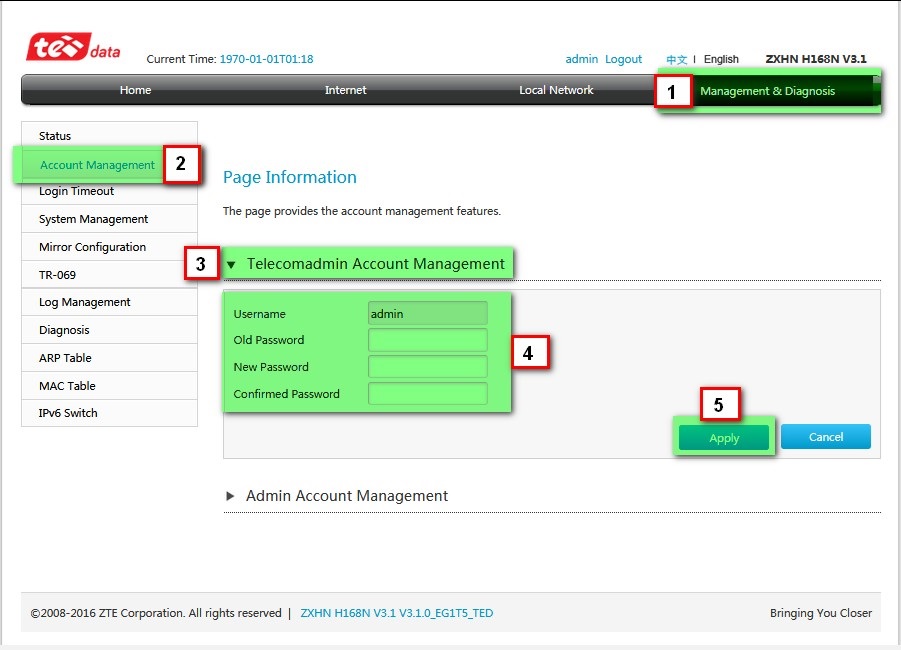 te data
Current Time: 1970-01-01T01:18
admin Logout
中文 | English
ZXHN H168N V3.1
Home
Internet
Local Network
1
Management & Diagnosis
Status
Account Management
2
Login Timeout
System Management
Mirror Configuration
TR-069
Log Management
Diagnosis
ARP Table
MAC Table
IPv6 Switch
Page Information
The page provides the account management features.
3
▼ Telecomadmin Account Management
Username admin
Old Password
New Password
Confirmed Password
4
5
Apply
Cancel
► Admin Account Management
©2008-2016 ZTE Corporation. All rights reserved | ZXHN H168N V3.1 V3.1.0_EG1T5_TED
Bringing You Closer